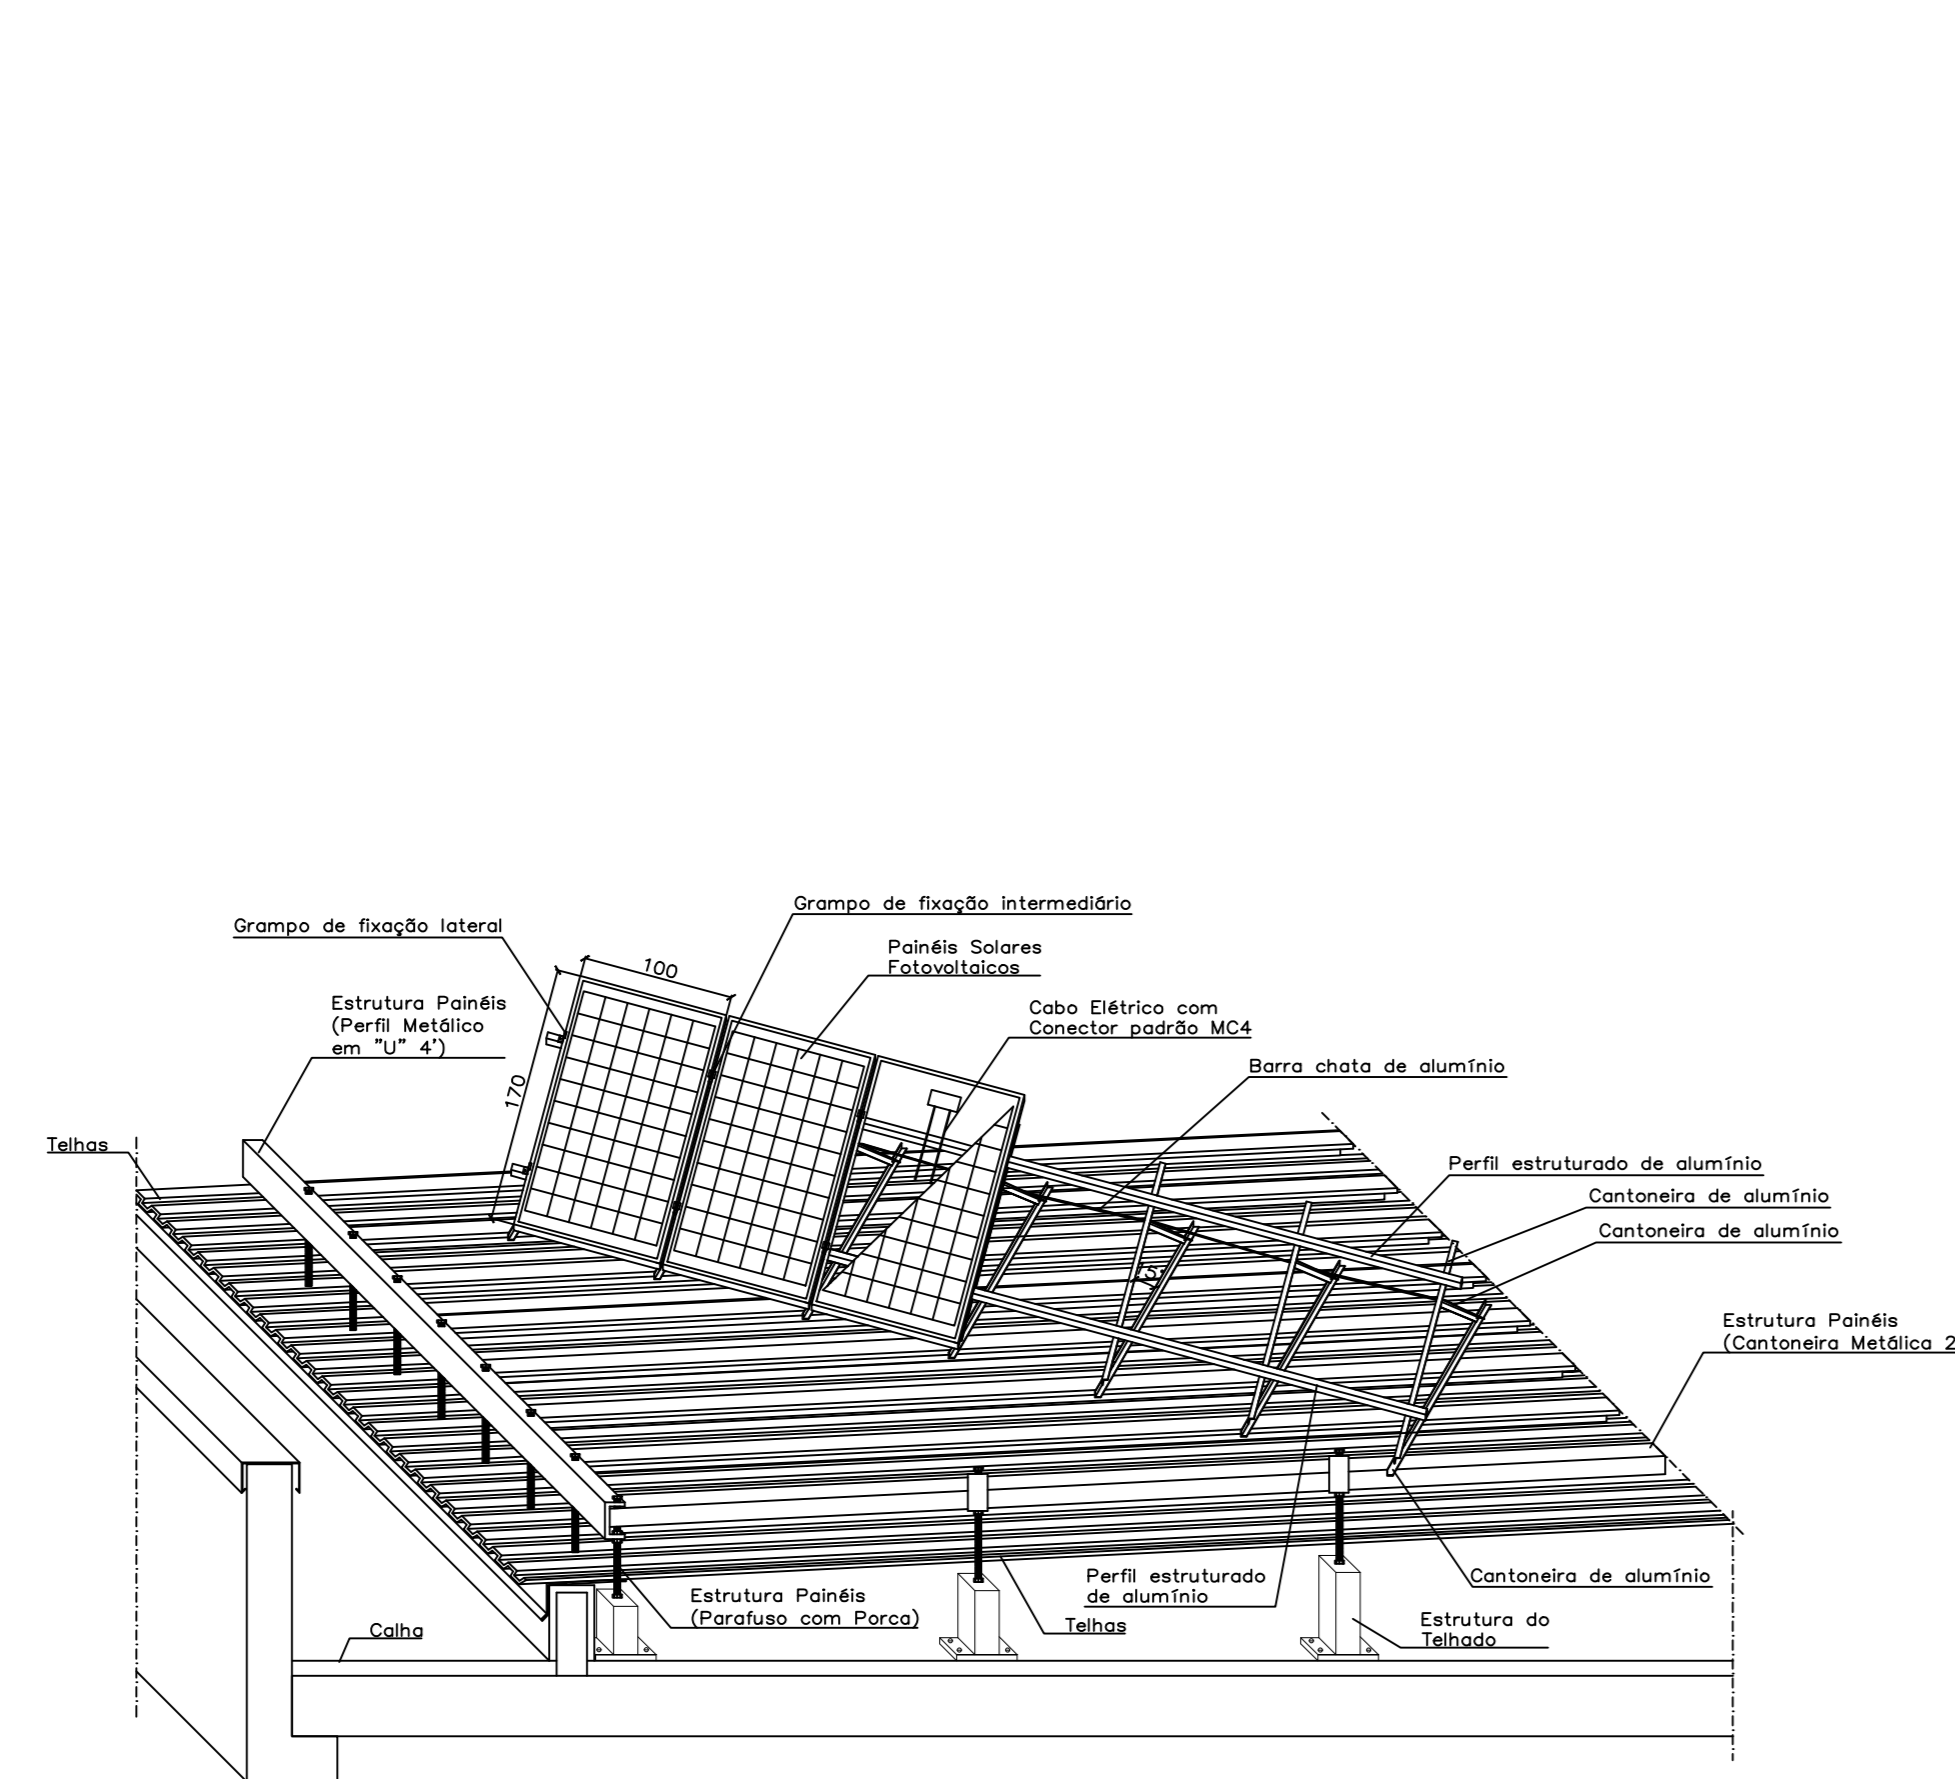 Grampo de fixação intermediário
Grampo de fixação lateral
Painéis Solares
Fotovoltaicos
100
Estrutura Painéis
(Perfil Metálico
em "U" 4')
Cabo Elétrico com
Conector padrão MC4
Barra chata de alumínio
170
Telhas
Perfil estruturado de alumínio
Cantoneira de alumínio
Cantoneira de alumínio
Estrutura Painéis
(Cantoneira Metálica 2
Perfil estruturado
de alumínio
Cantoneira de alumínio
Estrutura Painéis
(Parafuso com Porca)
Telhas
Estrutura do
Telhado
Calha